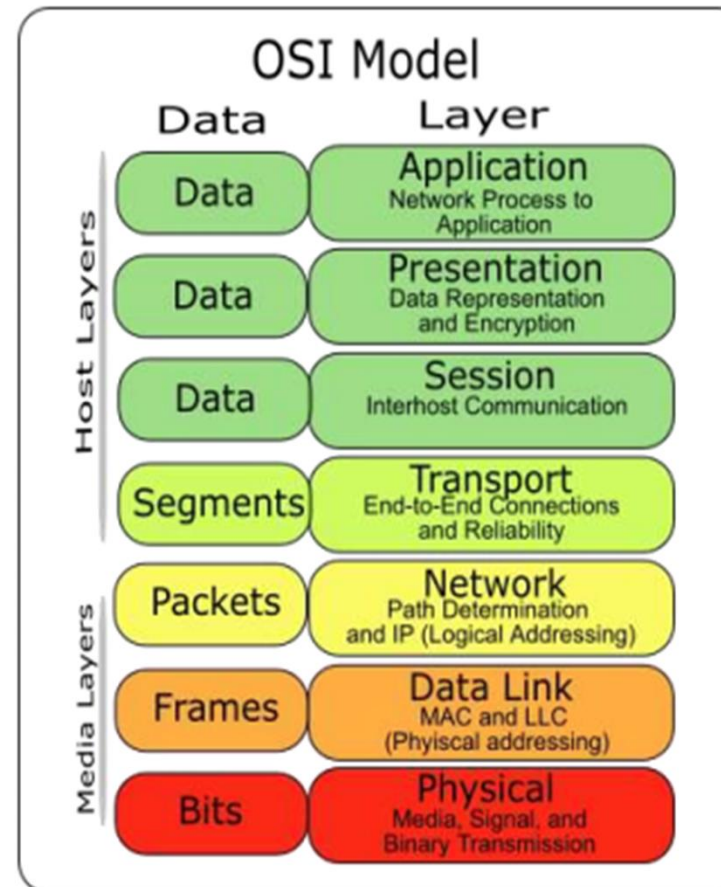 OSI Model
Data Layer
Host Layers
Data
Application
Network Process to
Application
Data
Presentation
Data Representation
and Encryption
Data
Session
Interhost Communication
Segments
Transport
End-to-End Connections
and Reliability
Media Layers
Packets
Network
Path Determination
and IP (Logical Addressing)
Frames
Data Link
MAC and LLC
(Phyiscal addressing)
Bits
Physical
Media, Signal, and
Binary Transmission